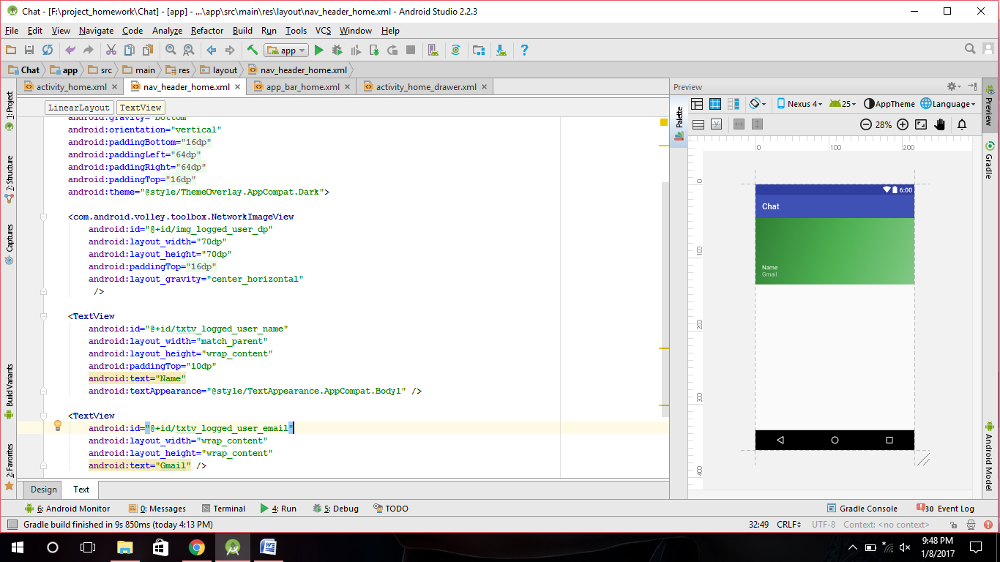 Chat - [F:\project_homework\Chat] - [app] - ...\app\src\main\res\layout\nav_header_home.xml - Android Studio 2.2.3
File Edit View Navigate Code Analyze Refactor Build Run Tools VCS Window Help
app
Chat app src main res layout nav_header_home.xml
activity_home.xml nav_header_home.xml app_bar_home.xml activity_home_drawer.xml
LinearLayout TextView
android:gravity="bottom"
android:orientation="vertical"
android:paddingBottom="16dp"
android:paddingLeft="64dp"
android:paddingRight="64dp"
android:paddingTop="16dp"
android:theme="@style/ThemeOverlay.AppCompat.Dark">
<com.android.volley.toolbox.NetworkImageView
android:id="@+id/img_logged_user_dp"
android:layout_width="70dp"
android:layout_height="70dp"
android:paddingTop="16dp"
android:layout_gravity="center_horizontal"
/>
<TextView
android:id="@+id/txtv_logged_user_name"
android:layout_width="match_parent"
android:layout_height="wrap_content"
android:paddingTop="10dp"
android:text="Name"
android:textAppearance="@style/TextAppearance.AppCompat.Body1" />
<TextView
android:id="@+id/txtv_logged_user_email"
android:layout_width="wrap_content"
android:layout_height="wrap_content"
android:text="Gmail" />
Design Text
1: Project
7: Structure
Captures
Build Variants
2: Favorites
Preview
Palette
Nexus 4 25 AppTheme Language
28%
0 100 200
0
100
200
300
400
6:00
Chat
Name
Gmail
Preview
Gradle
Android Model
6: Android Monitor 0: Messages Terminal 4: Run 5: Debug TODO Gradle Console 30 Event Log
Gradle build finished in 9s 850ms (today 4:13 PM) 32:49 CRLF UTF-8 Context: <no context>
9:48 PM
1/8/2017